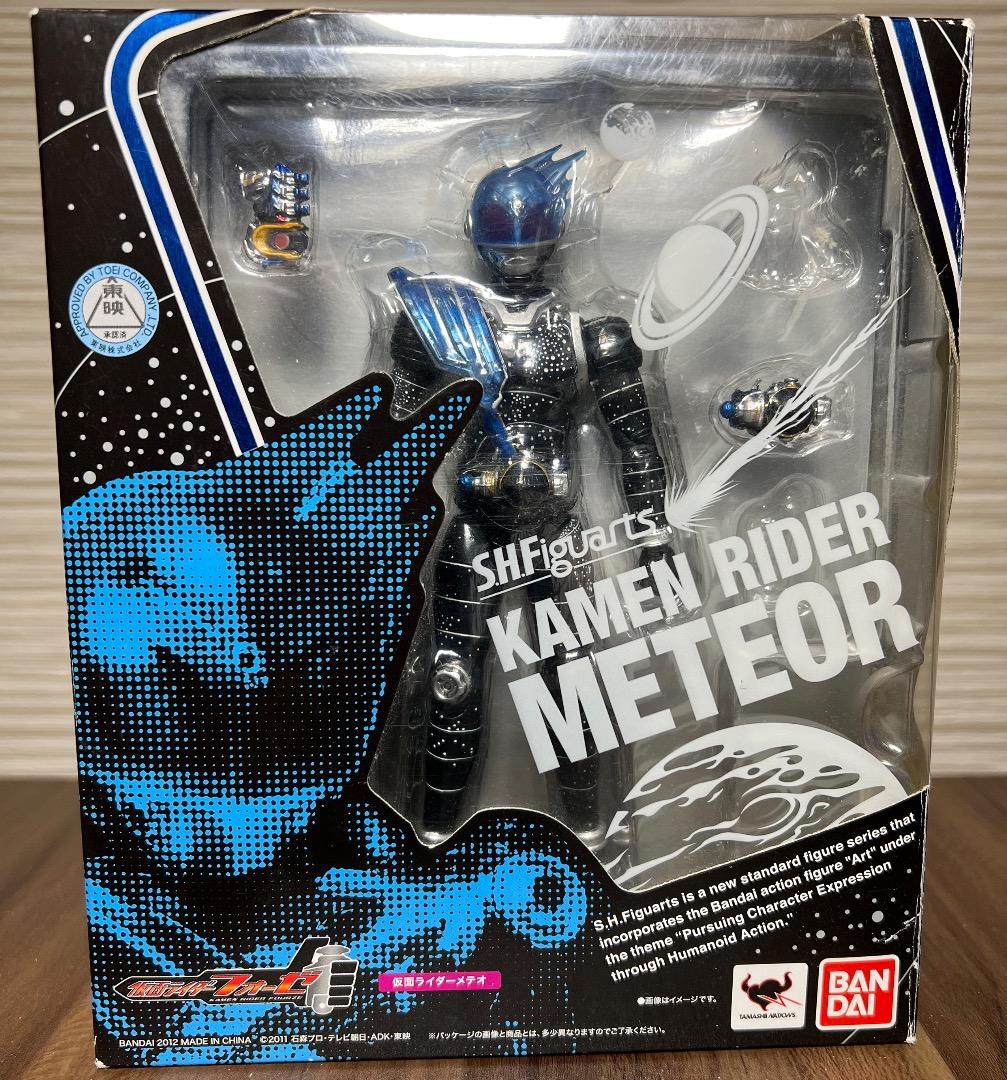 APPROVED BY TOEI COMPANY, LTD.
東映
承認済
東映株式会社
S.H.Figuarts
KAMEN RIDER
METEOR
S.H.Figuarts is a new standard figure series that
incorporates the Bandai action figure "Art" under
the theme "Pursuing Character Expression
through Humanoid Action."
仮面ライダーフォーゼ
KAMEN RIDER FOURZE
仮面ライダーメテオ
●画像はイメージです。
TAMASHII NATIONS
BAN
DAI
BANDAI 2012 MADE IN CHINA ©2011 石森プロ・テレビ朝日・ADK・東映 ※パッケージの画像と商品とは、多少異なりますのでご了承ください。